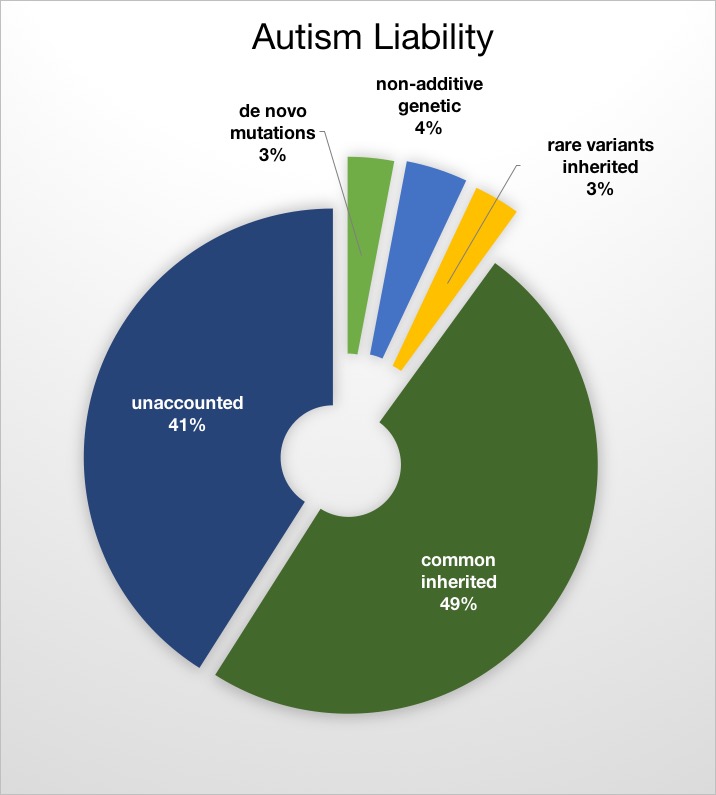 Autism Liability
non-additive
genetic
4%
de novo
mutations
3%
rare variants
inherited
3%
unaccounted
41%
common
inherited
49%